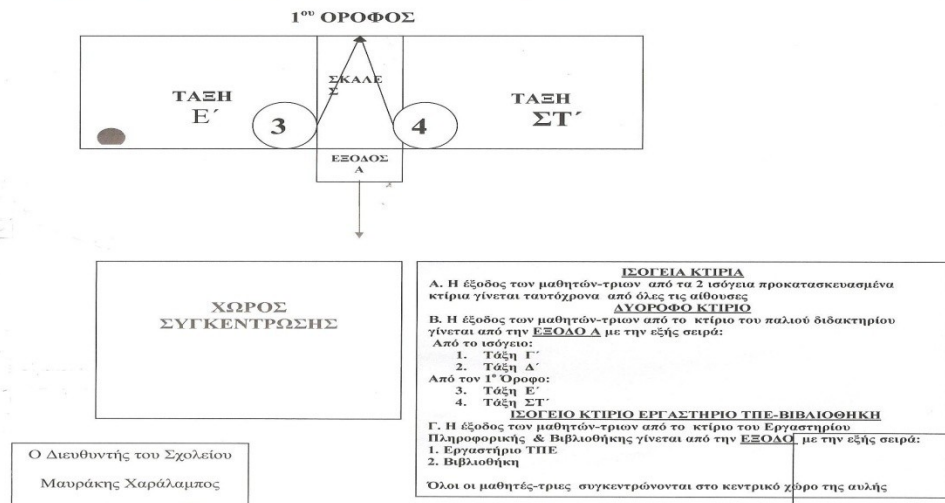 1ου ΟΡΟΦΟΣ
ΤΑΞΗ
Ε΄
3
ΣΚΑΛΕ
Σ
4
ΤΑΞΗ
ΣΤ΄
ΕΞΟΔΟΣ
Α
ΧΩΡΟΣ
ΣΥΓΚΕΝΤΡΩΣΗΣ
ΙΣΟΓΕΙΑ ΚΤΙΡΙΑ
Α. Η έξοδος των μαθητών-τριων από τα 2 ισόγεια προκατασκευασμένα
κτίρια γίνεται ταυτόχρονα από όλες τις αίθουσες
ΔΥΟΡΟΦΟ ΚΤΙΡΙΟ
Β. Η έξοδος των μαθητών-τριων από το κτίριο του παλιού διδακτηρίου
γίνεται από την ΕΞΟΔΟ Α με την εξής σειρά:
Από το ισόγειο:
1. Τάξη Γ΄
2. Τάξη Δ΄
Από τον 1º Όροφο:
3. Τάξη Ε΄
4. Τάξη ΣΤ΄
ΙΣΟΓΕΙΟ ΚΤΙΡΙΟ ΕΡΓΑΣΤΗΡΙΟ ΤΠΕ-ΒΙΒΛΙΟΘΗΚΗ
Γ. Η έξοδος των μαθητών-τριων από το κτίριο του Εργαστηρίου
Πληροφορικής & Βιβλιοθήκης γίνεται από την ΕΞΟΔΟ με την εξής σειρά:
1. Εργαστήριο ΤΠΕ
2. Βιβλιοθήκη
Όλοι οι μαθητές-τριες συγκεντρώνονται στο κεντρικό χώρο της αυλής
Ο Διευθυντής του Σχολείου
Μαυράκης Χαράλαμπος